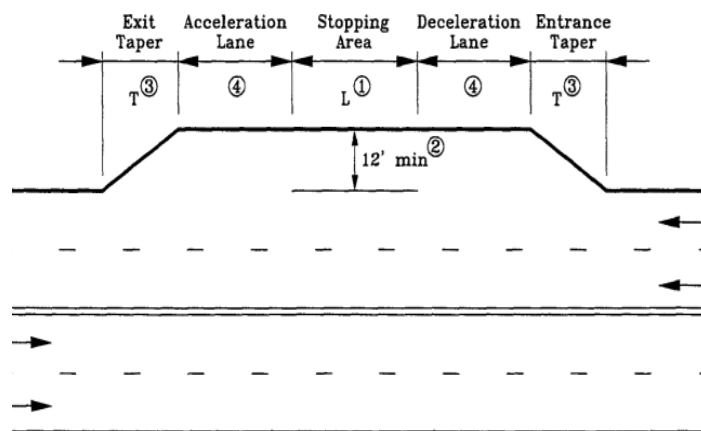 Exit Acceleration Stopping Deceleration Entrance
Taper Lane Area Lane Taper
T③ ④ L① ④ T③
12' min②